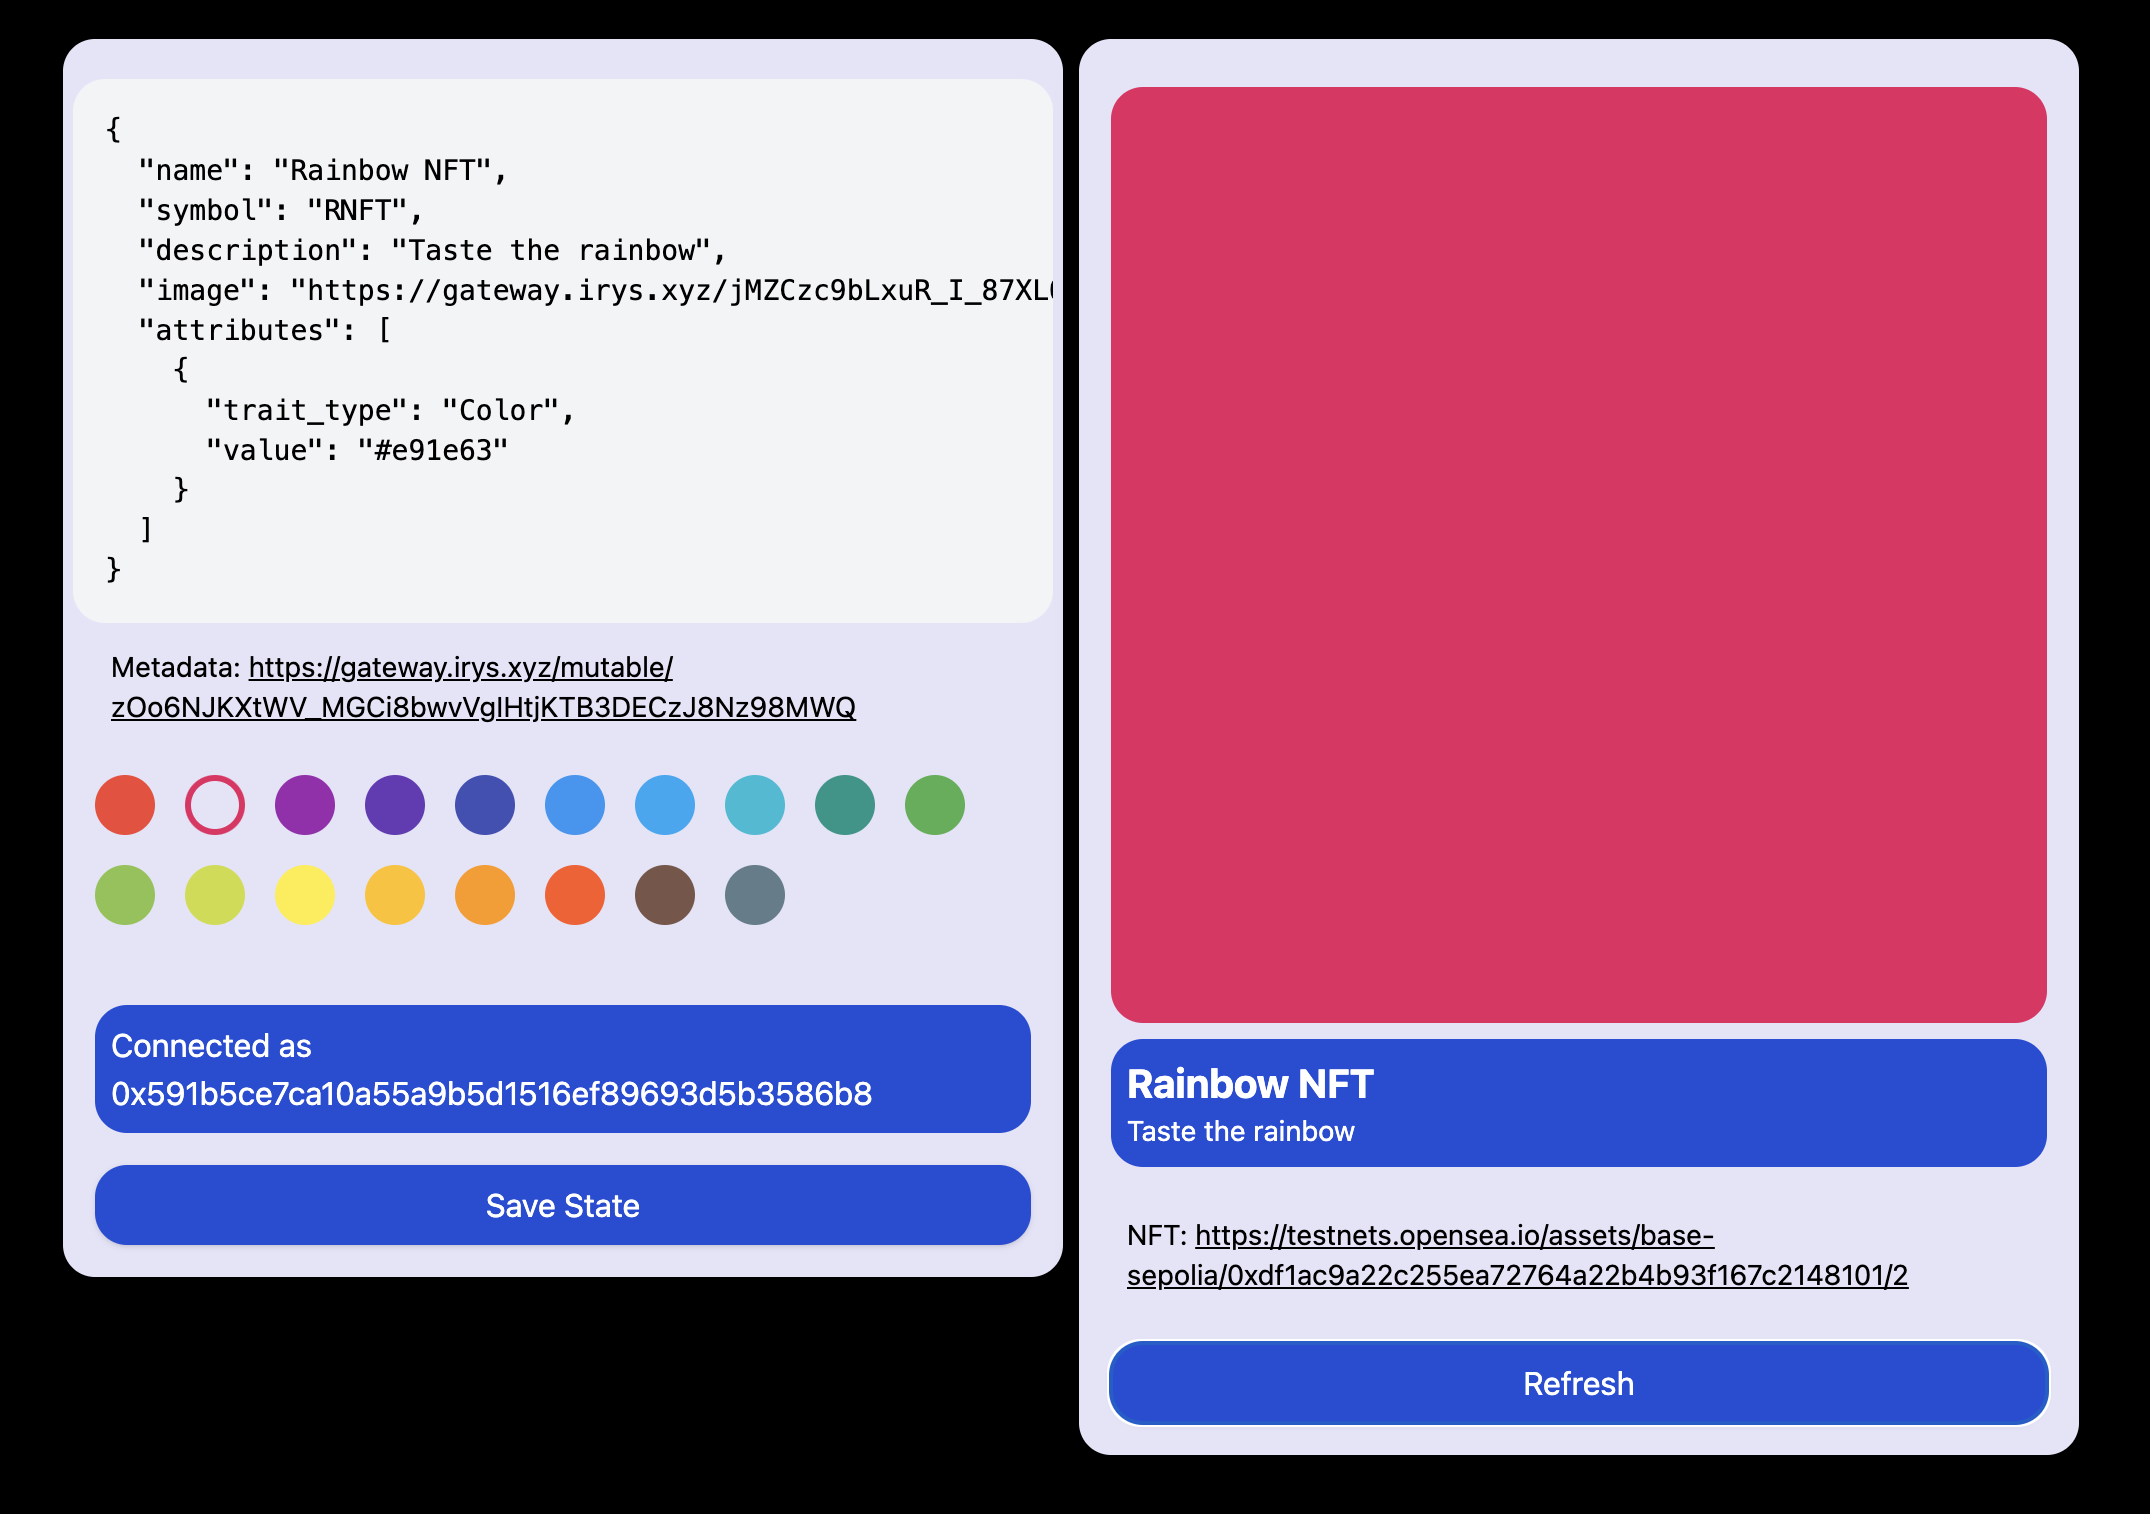 {
"name": "Rainbow NFT",
"symbol": "RNFT",
"description": "Taste the rainbow",
"image": "https://gateway.irys.xyz/jMZCzc9bLxuR_I_87XL
"attributes": [
{
"trait_type": "Color",
"value": "#e91e63"
}
]
}
Metadata: https://gateway.irys.xyz/mutable/
zOo6NJKXtWV_MGCi8bwvVglHtjKTB3DECzJ8Nz98MWQ
Connected as
0x591b5ce7ca10a55a9b5d1516ef89693d5b3586b8
Save State
Rainbow NFT
Taste the rainbow
NFT: https://testnets.opensea.io/assets/base-
sepolia/0xdf1ac9a22c255ea72764a22b4b93f167c2148101/2
Refresh